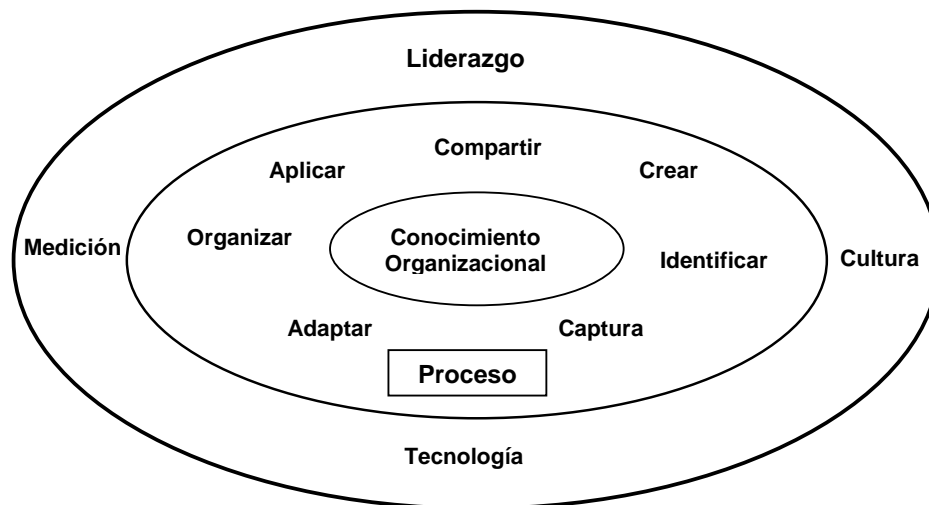 Liderazgo
Compartir
Aplicar
Crear
Organizar
Conocimiento
Organizacional
Medición
Identificar
Cultura
Adaptar
Captura
Proceso
Tecnología